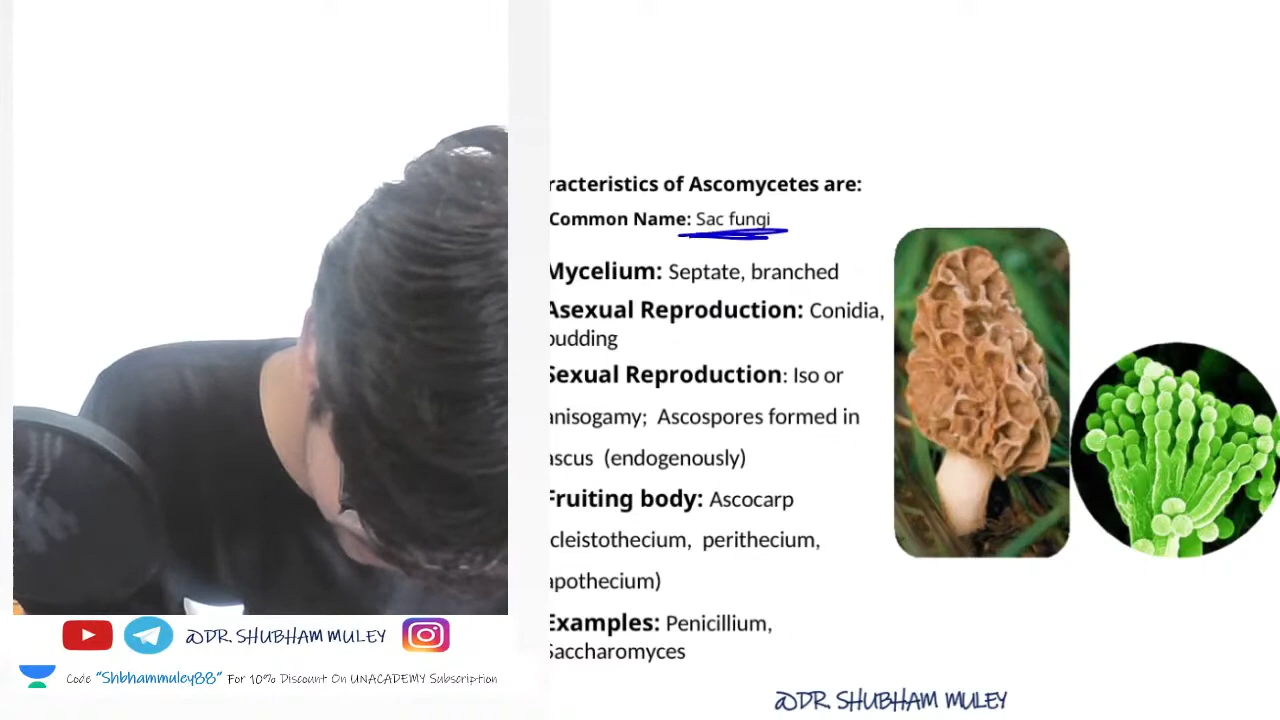 racteristics of Ascomycetes are:
Common Name: Sac fungi
Mycelium: Septate, branched
Asexual Reproduction: Conidia,
budding
Sexual Reproduction: Iso or
anisogamy; Ascospores formed in
ascus (endogenously)
Fruiting body: Ascocarp
cleistothecium, perithecium,
apothecium)
Examples: Penicillium,
Saccharomyces
@DR. SHUBHAM MULEY
Code "Shbhammuley88" For 10% Discount On UNACADEMY Subscription
@DR. SHUBHAM MULEY